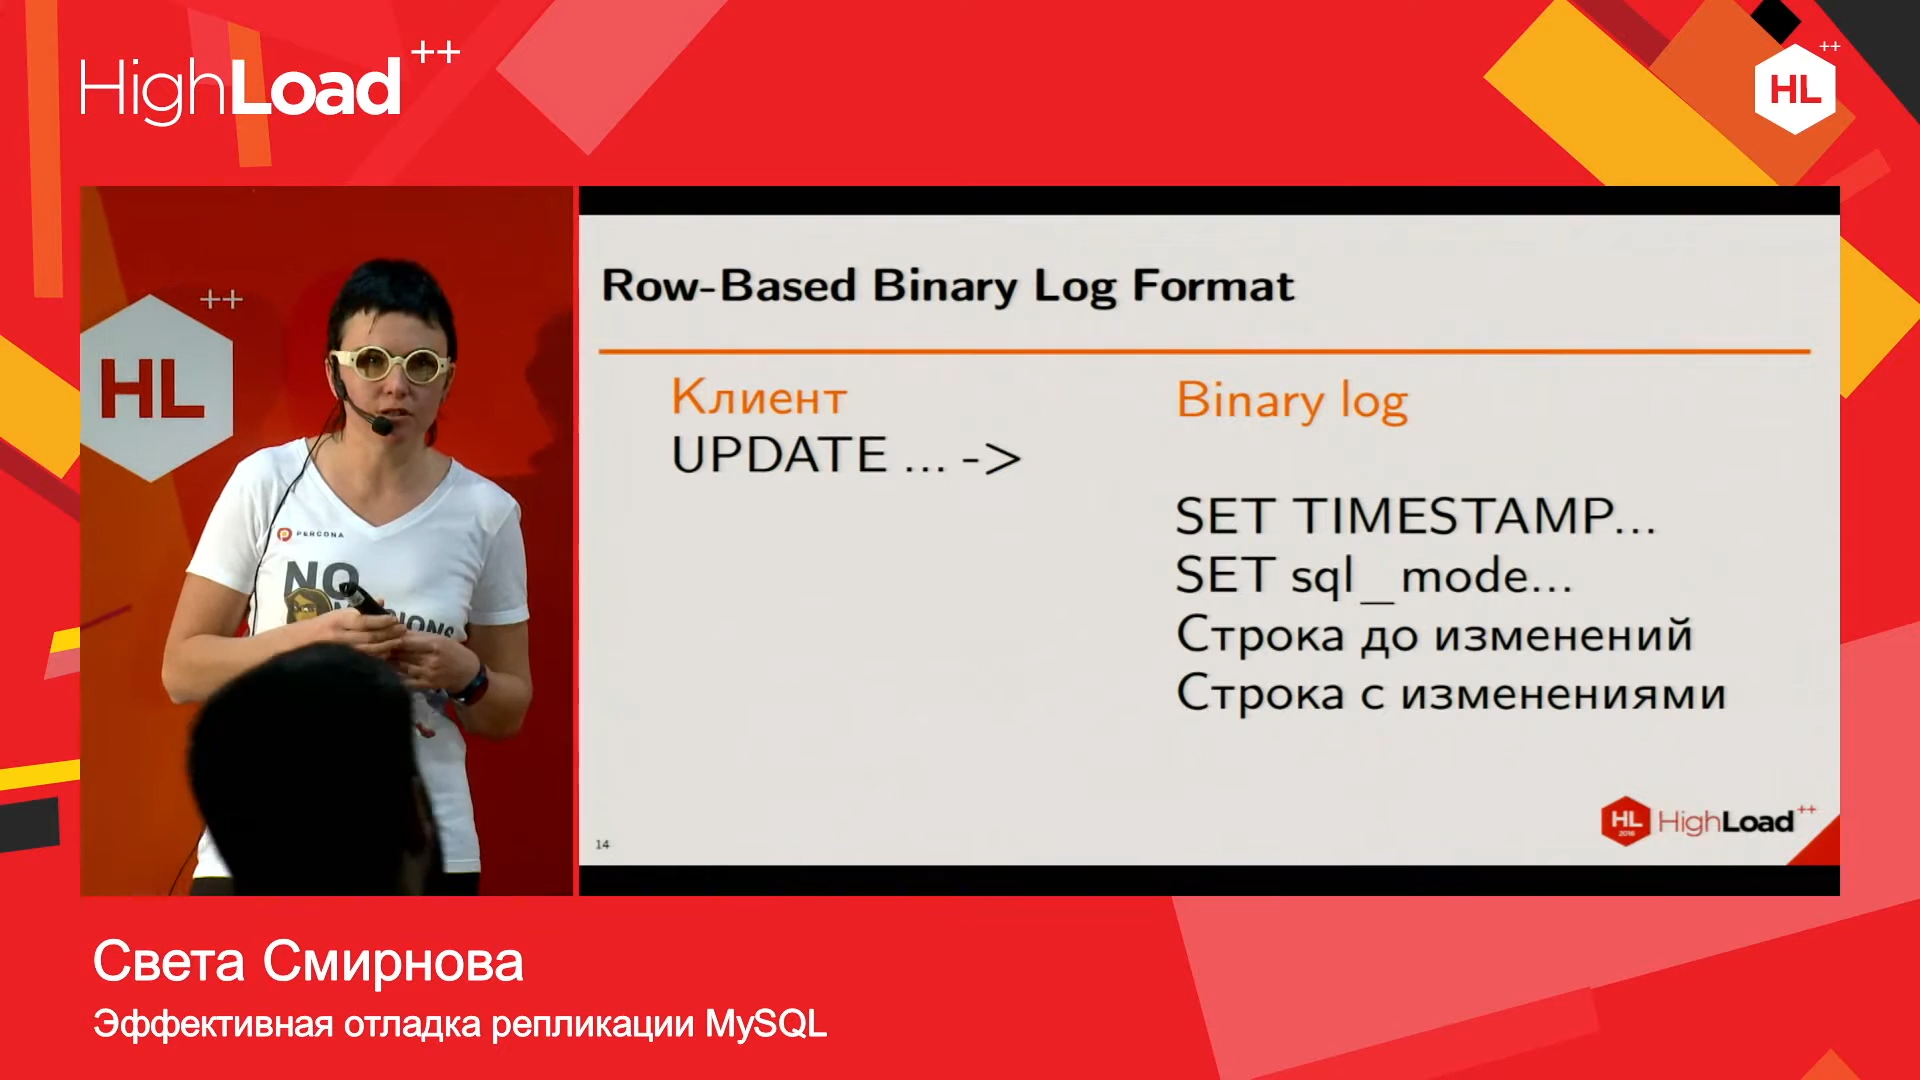 HighLoad++
++
HL
++
HL
PERCONA
NO
Row-Based Binary Log Format
Клиент
UPDATE ... ->
Binary log
SET TIMESTAMP...
SET sql_mode...
Строка до изменений
Строка с изменениями
14
HL
2016
HighLoad++
Света Смирнова
Эффективная отладка репликации MySQL